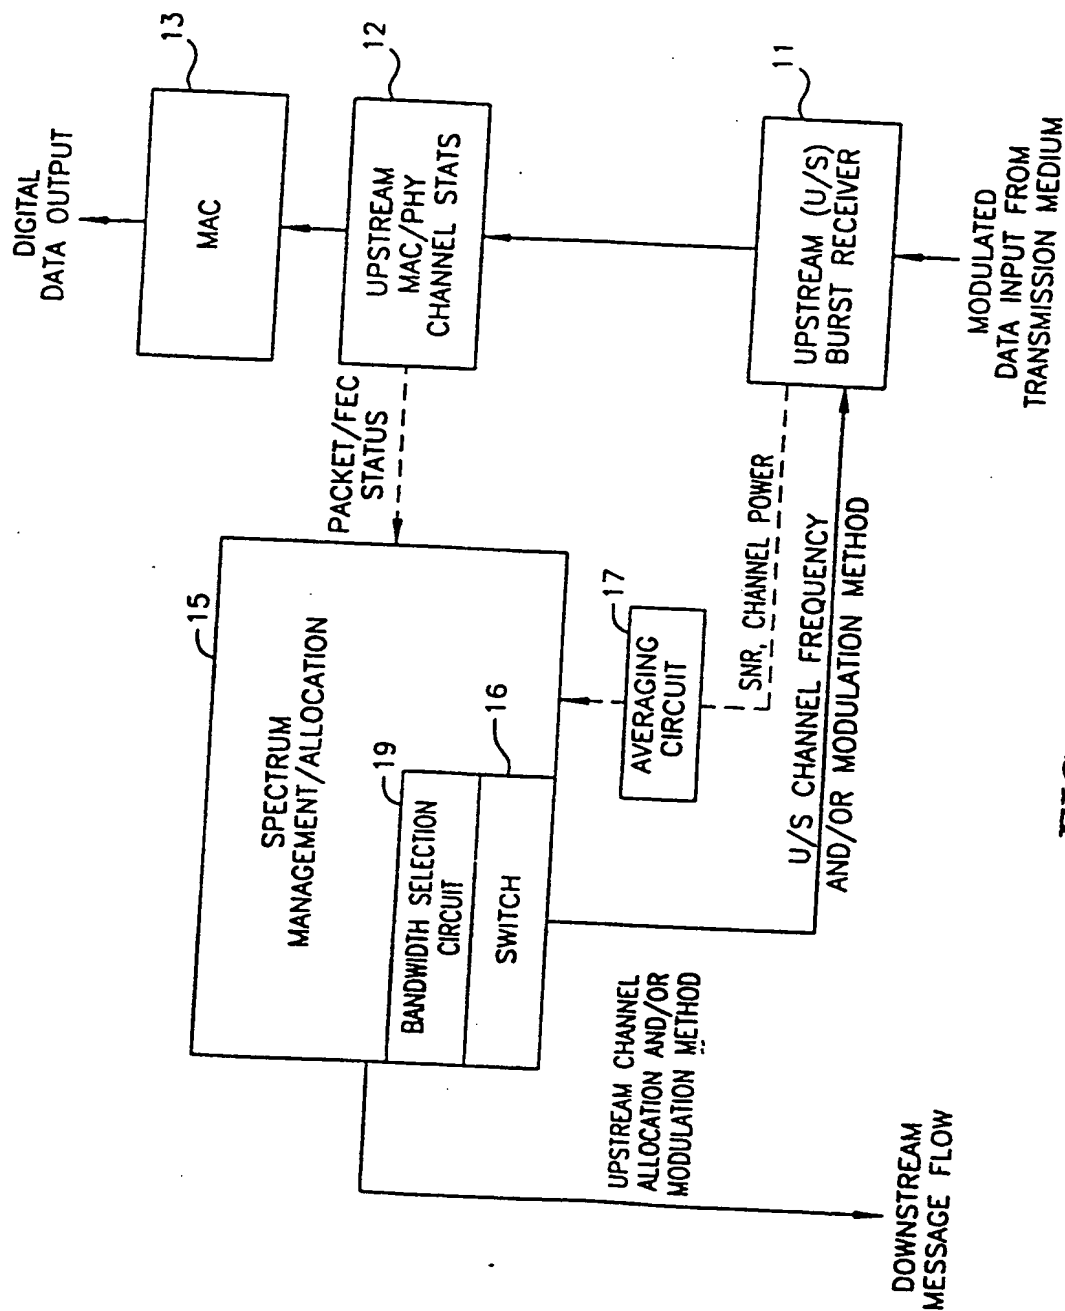 DIGITAL
DATA OUTPUT
13
MAC
12
UPSTREAM
MAC/PHY
CHANNEL STATS
11
UPSTREAM (U/S)
BURST RECEIVER
MODULATED
DATA INPUT FROM
TRANSMISSION MEDIUM
PACKET/FEC
STATUS
15
SPECTRUM
MANAGEMENT/ALLOCATION
19
BANDWIDTH SELECTION
CIRCUIT
16
SWITCH
17
AVERAGING
CIRCUIT
SNR, CHANNEL POWER
U/S CHANNEL FREQUENCY
AND/OR MODULATION METHOD
UPSTREAM CHANNEL
ALLOCATION AND/OR
MODULATION METHOD
DOWNSTREAM
MESSAGE FLOW